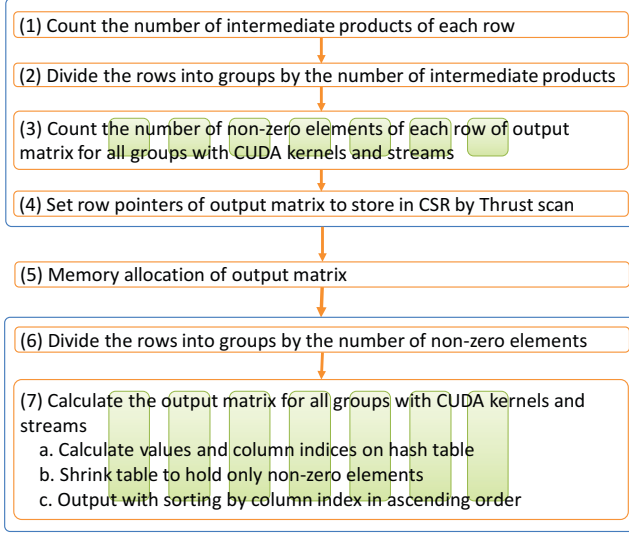 (1) Count the number of intermediate products of each row
(2) Divide the rows into groups by the number of intermediate products
(3) Count the number of non-zero elements of each row of output
matrix for all groups with CUDA kernels and streams
(4) Set row pointers of output matrix to store in CSR by Thrust scan
(5) Memory allocation of output matrix
(6) Divide the rows into groups by the number of non-zero elements
(7) Calculate the output matrix for all groups with CUDA kernels and
streams
a. Calculate values and column indices on hash table
b. Shrink table to hold only non-zero elements
c. Output with sorting by column index in ascending order